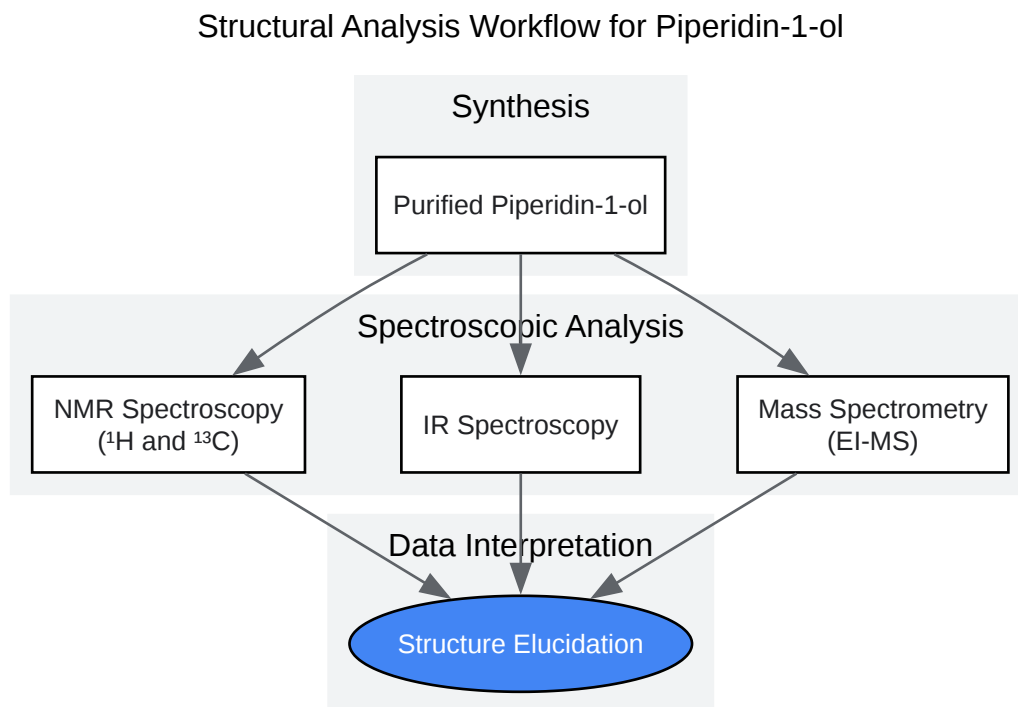 Structural Analysis Workflow for Piperidin-1-ol
Synthesis
Purified Piperidin-1-ol
Spectroscopic Analysis
NMR Spectroscopy
(¹H and ¹³C)
IR Spectroscopy
Mass Spectrometry
(EI-MS)
Data Interpretation
Structure Elucidation